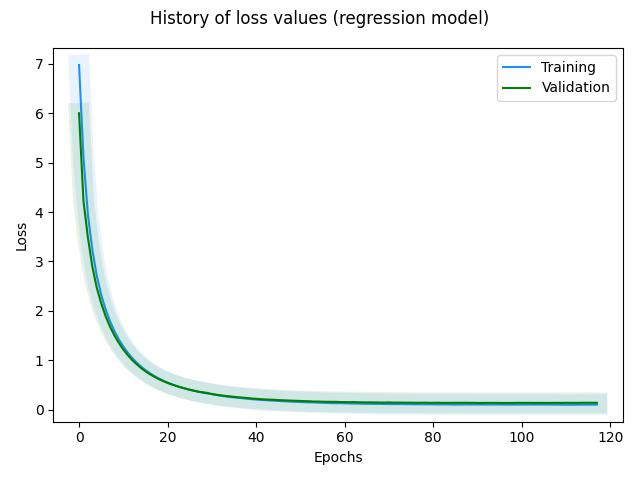 History of loss values (regression model)
Training
Validation
7
6
5
4
3
2
1
0
Loss
0 20 40 60 80 100 120
Epochs